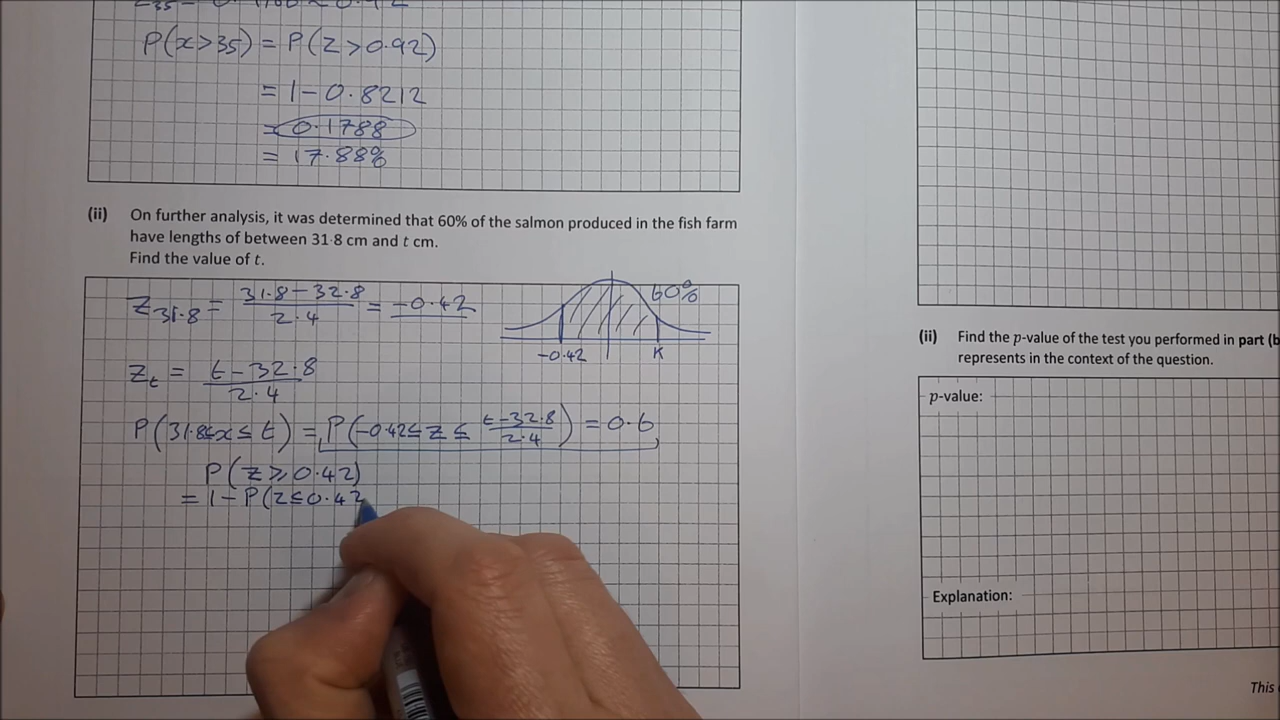 P(x>35) = P(Z>0.92)
= 1-0.8212
= 0.1788
= 17.88%
(ii) On further analysis, it was determined that 60% of the salmon produced in the fish farm
have lengths of between 31·8 cm and t cm.
Find the value of t.
Z31.8 = 31.8-32.8 / 2.4 = -0.42
60%
-0.42 K
Zt = t-32.8 / 2.4
P(31.8≤x≤t) = P(-0.42≤Z≤ t-32.8 / 2.4) = 0.6
P(Z≥0.42)
= 1-P(Z≤0.42
(ii) Find the p-value of the test you performed in part (b
represents in the context of the question.
p-value:
Explanation:
This